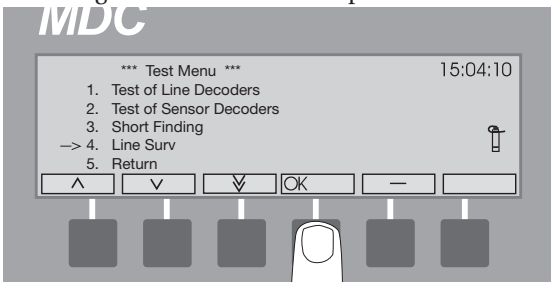 MDC
*** Test Menu *** 15:04:10
1. Test of Line Decoders
2. Test of Sensor Decoders
3. Short Finding
—> 4. Line Surv
5. Return
OK —